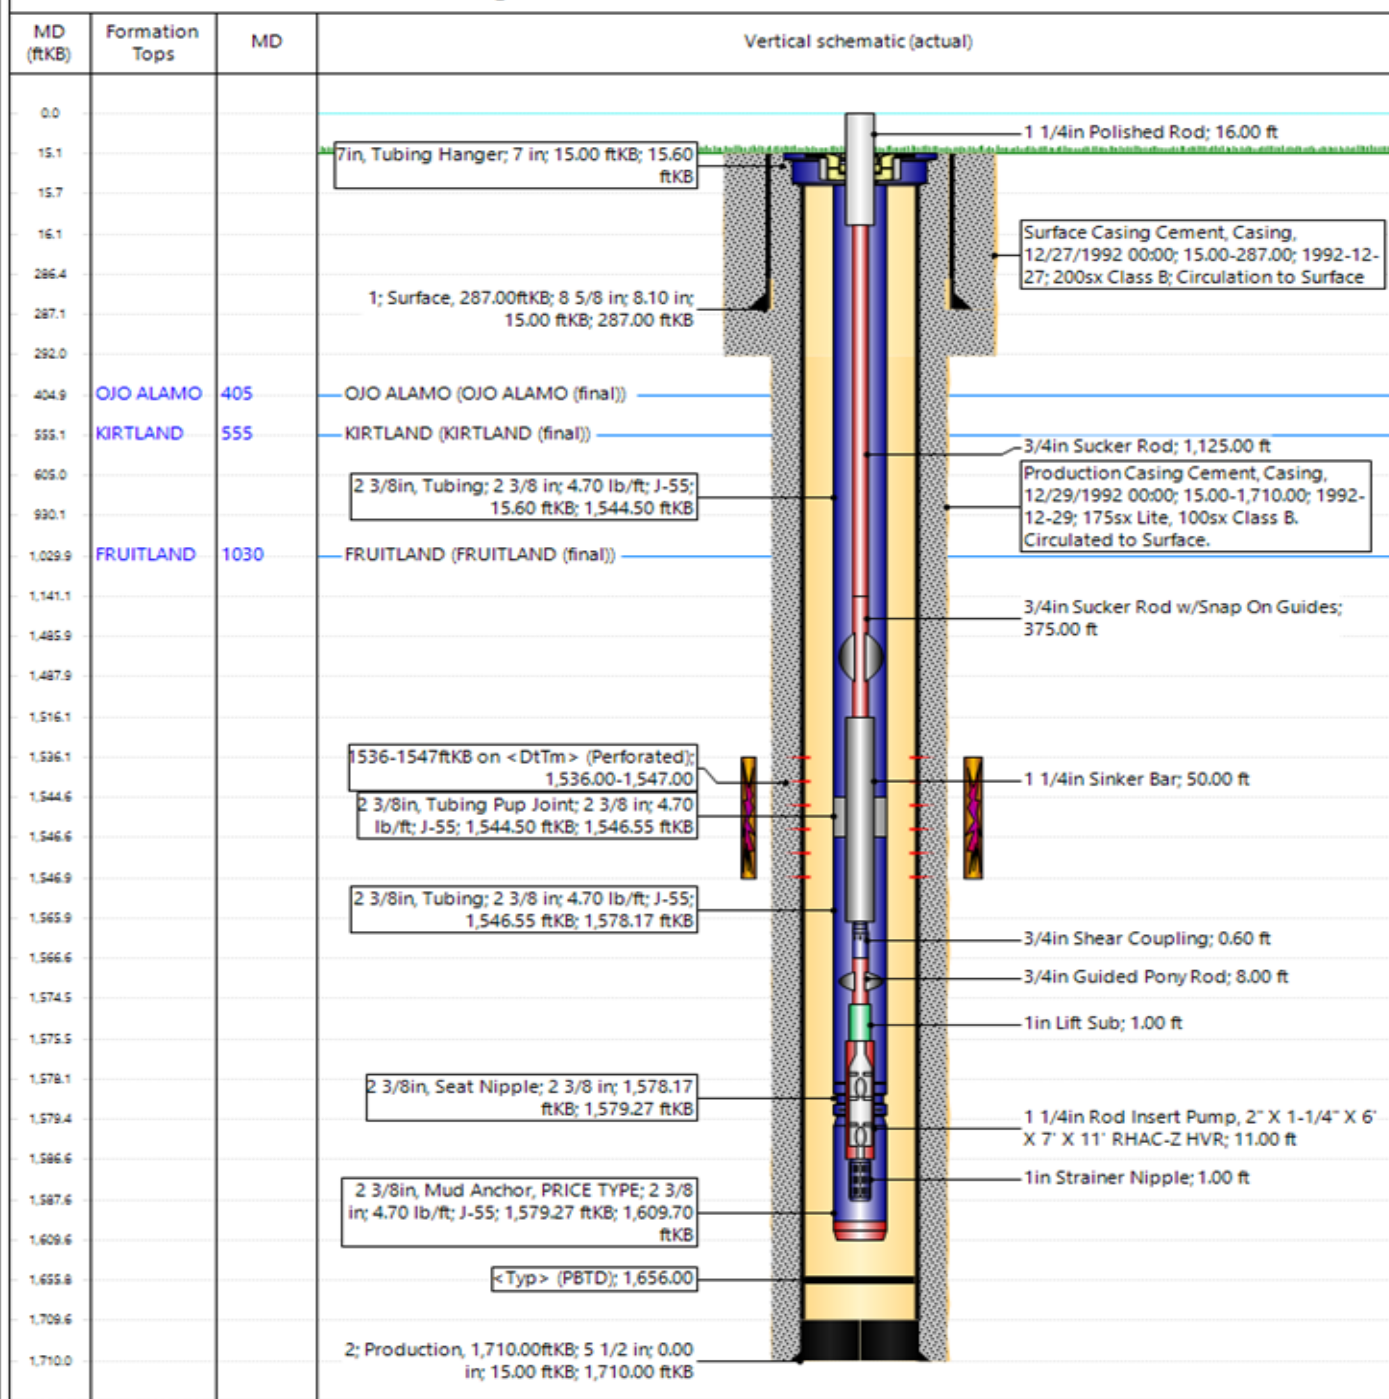 MD
(ftKB)
Formation
Tops
MD
Vertical schematic (actual)
0.0
15.1
15.7
16.1
286.4
287.1
292.0
404.9
555.1
605.0
930.1
1,029.9
1,141.1
1,485.9
1,487.9
1,516.1
1,536.1
1,544.6
1,546.6
1,546.9
1,565.9
1,566.6
1,574.5
1,575.5
1,578.1
1,579.4
1,586.6
1,587.6
1,609.6
1,655.8
1,709.6
1,710.0
OJO ALAMO 405
KIRTLAND 555
FRUITLAND 1030
7in, Tubing Hanger; 7 in; 15.00 ftKB; 15.60
ftKB
1; Surface, 287.00ftKB; 8 5/8 in; 8.10 in;
15.00 ftKB; 287.00 ftKB
OJO ALAMO (OJO ALAMO (final))
KIRTLAND (KIRTLAND (final))
2 3/8in, Tubing; 2 3/8 in; 4.70 lb/ft; J-55;
15.60 ftKB; 1,544.50 ftKB
FRUITLAND (FRUITLAND (final))
1536-1547ftKB on <DtTm> (Perforated);
1,536.00-1,547.00
2 3/8in, Tubing Pup Joint; 2 3/8 in; 4.70
lb/ft; J-55; 1,544.50 ftKB; 1,546.55 ftKB
2 3/8in, Tubing; 2 3/8 in; 4.70 lb/ft; J-55;
1,546.55 ftKB; 1,578.17 ftKB
2 3/8in, Seat Nipple; 2 3/8 in; 1,578.17
ftKB; 1,579.27 ftKB
2 3/8in, Mud Anchor, PRICE TYPE; 2 3/8
in; 4.70 lb/ft; J-55; 1,579.27 ftKB; 1,609.70
ftKB
<Typ> (PBTD); 1,656.00
2; Production, 1,710.00ftKB; 5 1/2 in; 0.00
in; 15.00 ftKB; 1,710.00 ftKB
1 1/4in Polished Rod; 16.00 ft
Surface Casing Cement, Casing,
12/27/1992 00:00; 15.00-287.00; 1992-12-
27; 200sx Class B; Circulation to Surface
3/4in Sucker Rod; 1,125.00 ft
Production Casing Cement, Casing,
12/29/1992 00:00; 15.00-1,710.00; 1992-
12-29; 175sx Lite, 100sx Class B.
Circulated to Surface.
3/4in Sucker Rod w/Snap On Guides;
375.00 ft
1 1/4in Sinker Bar; 50.00 ft
3/4in Shear Coupling; 0.60 ft
3/4in Guided Pony Rod; 8.00 ft
1in Lift Sub; 1.00 ft
1 1/4in Rod Insert Pump, 2" X 1-1/4" X 6'
X 7' X 11' RHAC-Z HVR; 11.00 ft
1in Strainer Nipple; 1.00 ft